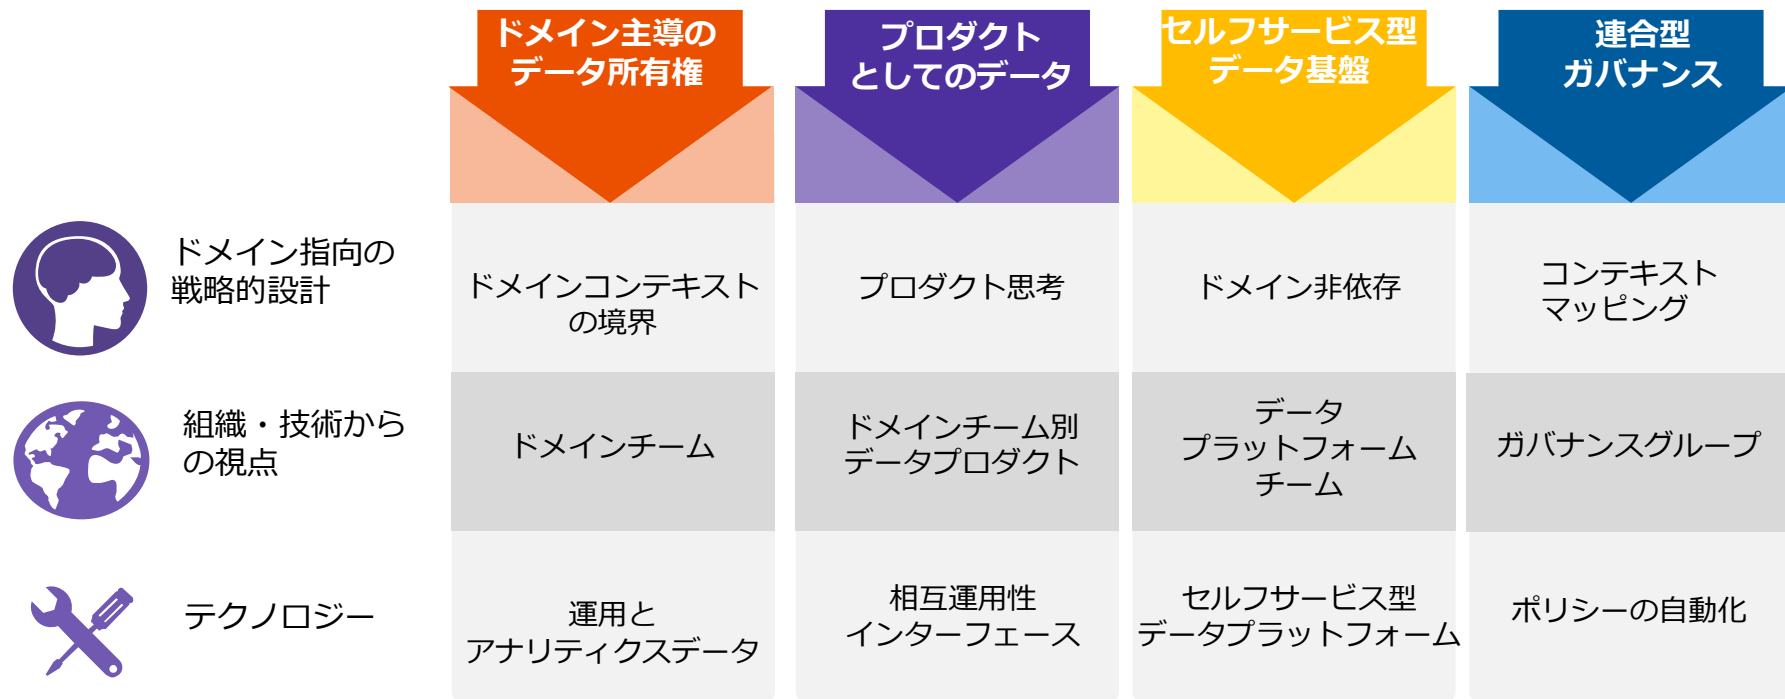 ドメイン主導の
データ所有権
プロダクト
としてのデータ
セルフサービス型
データ基盤
連合型
ガバナンス
ドメイン指向の
戦略的設計
ドメインコンテキスト
の境界
プロダクト思考
ドメイン非依存
コンテキスト
マッピング
組織・技術から
の視点
ドメインチーム
ドメインチーム別
データプロダクト
データ
プラットフォーム
チーム
ガバナンスグループ
テクノロジー
運用と
アナリティクスデータ
相互運用性
インターフェース
セルフサービス型
データプラットフォーム
ポリシーの自動化